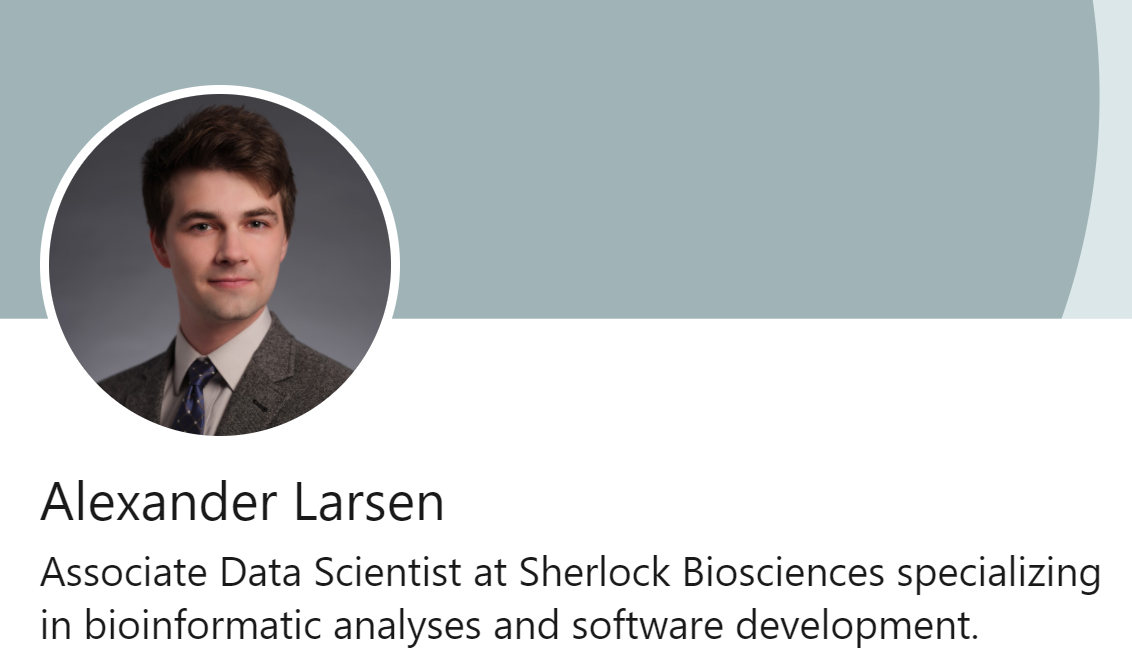 Alexander Larsen
Associate Data Scientist at Sherlock Biosciences specializing
in bioinformatic analyses and software development.